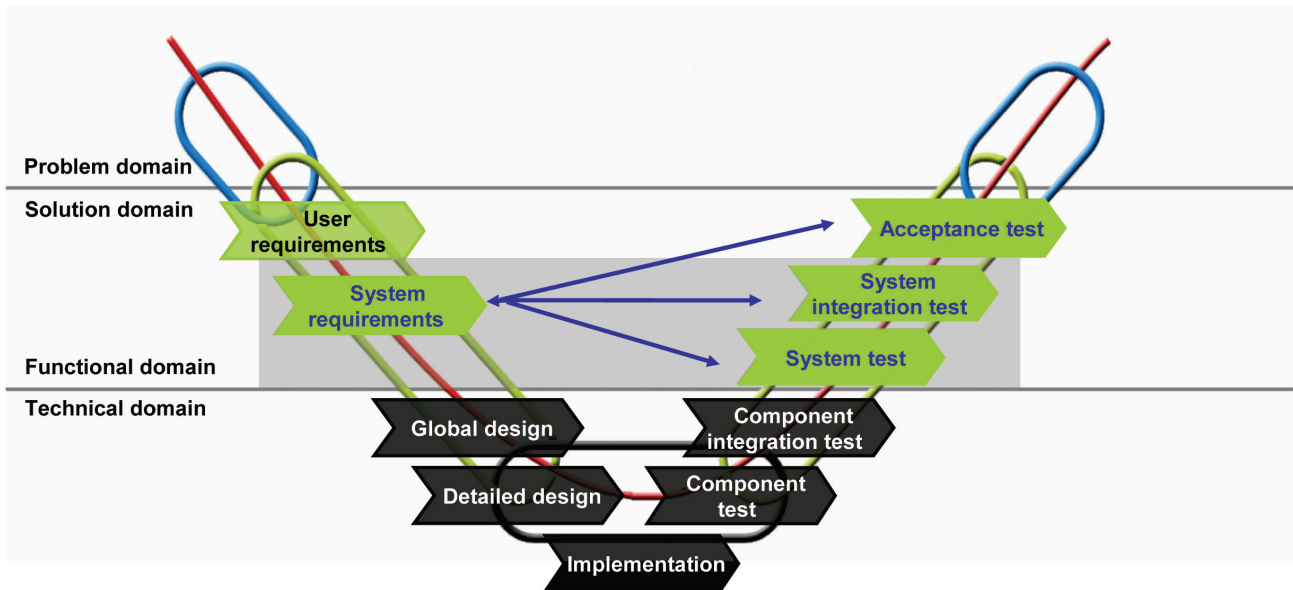 Problem domain
Solution domain
User
requirements
Acceptance test
System
requirements
System
integration test
System test
Functional domain
Technical domain
Global design
Component
integration test
Detailed design
Component
test
Implementation